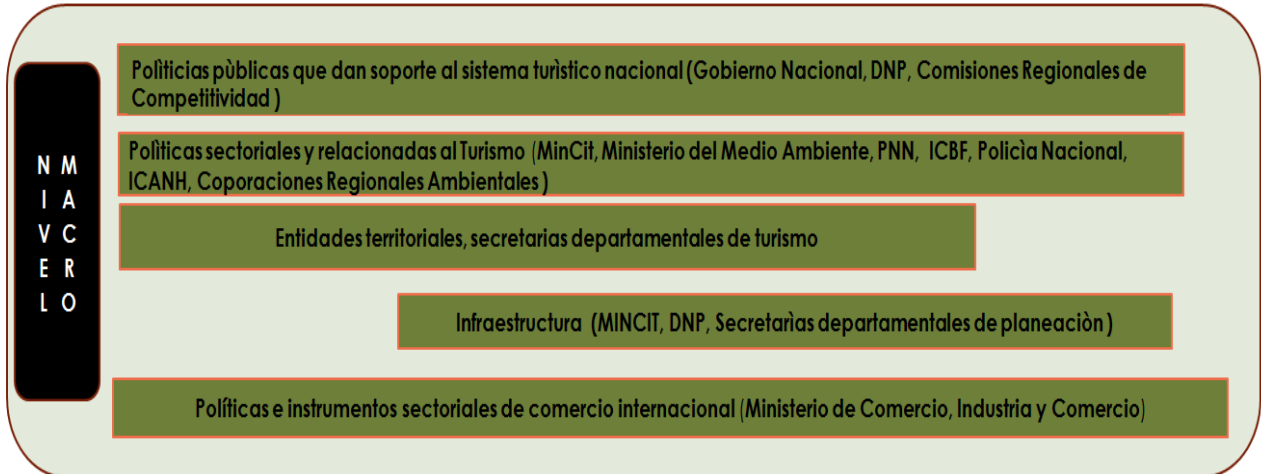 NIVEL MACRO
Polìticias pùblicas que dan soporte al sistema turìstico nacional (Gobierno Nacional, DNP, Comisiones Regionales de
Competitividad )
Polìticas sectoriales y relacionadas al Turismo (MinCit, Ministerio del Medio Ambiente, PNN, ICBF, Policìa Nacional,
ICANH, Coporaciones Regionales Ambientales )
Entidades territoriales, secretarias departamentales de turismo
Infraestructura (MINCIT, DNP, Secretarìas departamentales de planeaciòn )
Políticas e instrumentos sectoriales de comercio internacional (Ministerio de Comercio, Industria y Comercio)